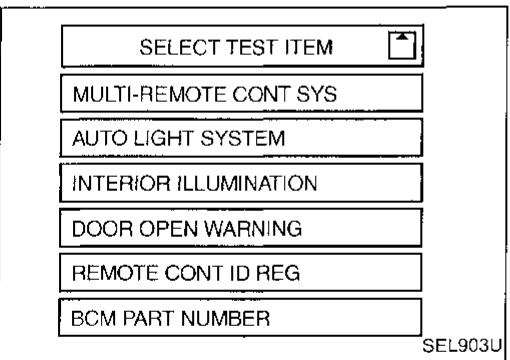 SELECT TEST ITEM
MULTI-REMOTE CONT SYS
AUTO LIGHT SYSTEM
INTERIOR ILLUMINATION
DOOR OPEN WARNING
REMOTE CONT ID REG
BCM PART NUMBER
SEL903U